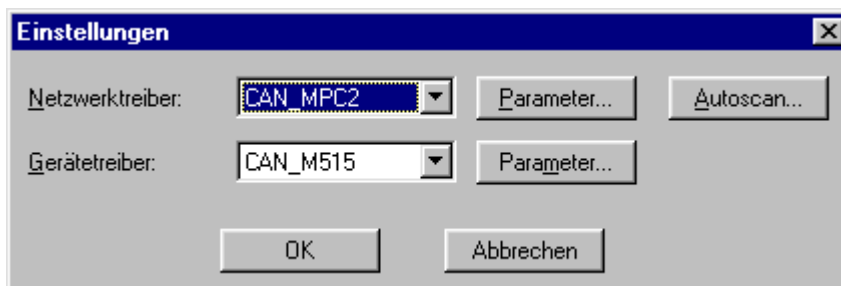 Einstellungen
Netzwerktreiber: CAN_MPC2 Parameter... Autoscan...
Gerätetreiber: CAN_M515 Parameter...
OK Abbrechen